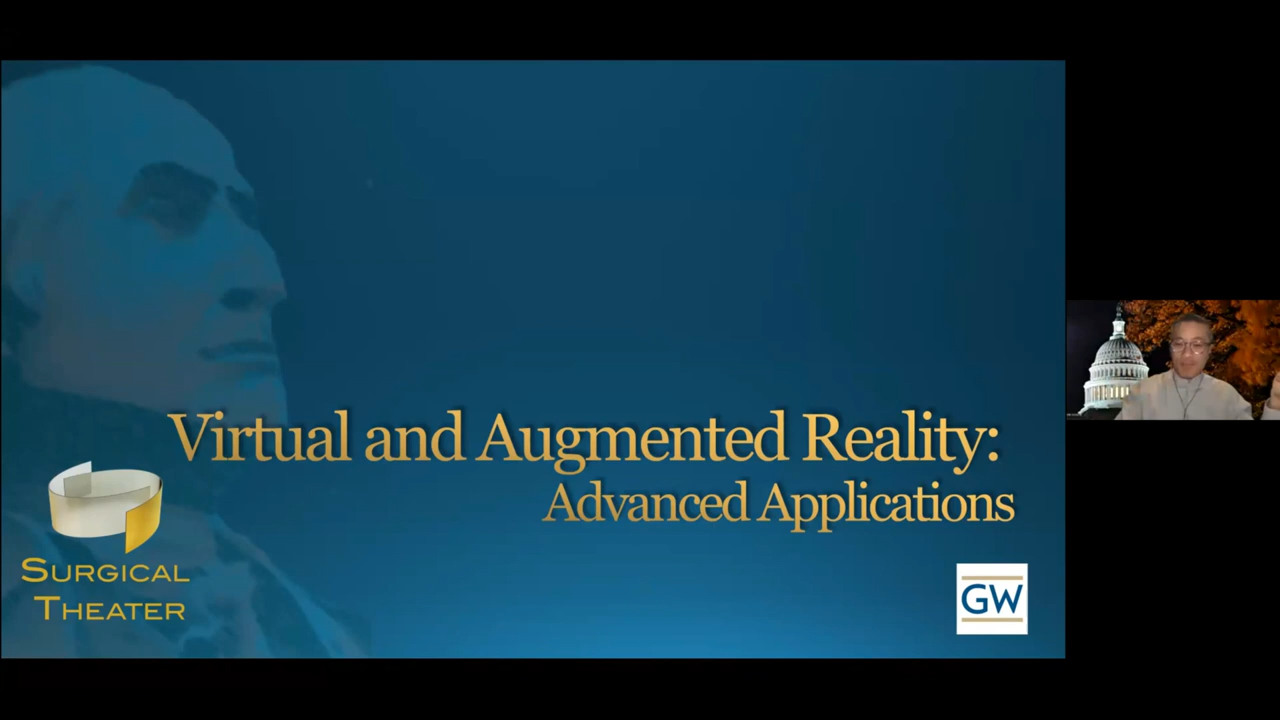 Virtual and Augmented Reality:
Advanced Applications
SURGICAL
THEATER
GW